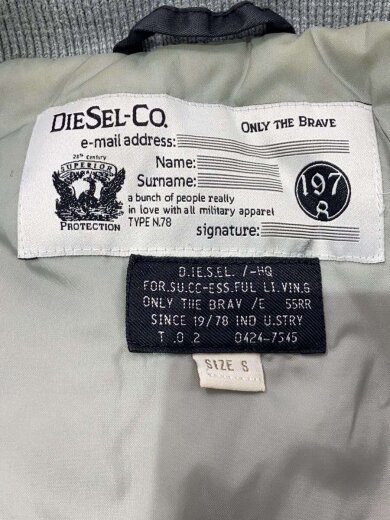 DIESEL-CO.
ONLY THE BRAVE
e-mail address:
Name:
Surname:
20th Century
SUPERIOR
PROTECTION
a bunch of people really
in love with all military apparel
TYPE N.78
signature:
197
8
D.IE.S.EL. /-HQ
FOR.SU.CC-ESS.FUL LI.VIN.G
ONLY THE BRAV /E 55RR
SINCE 19/78 IND U.STRY
T .O.2 0424-7545
SIZE S